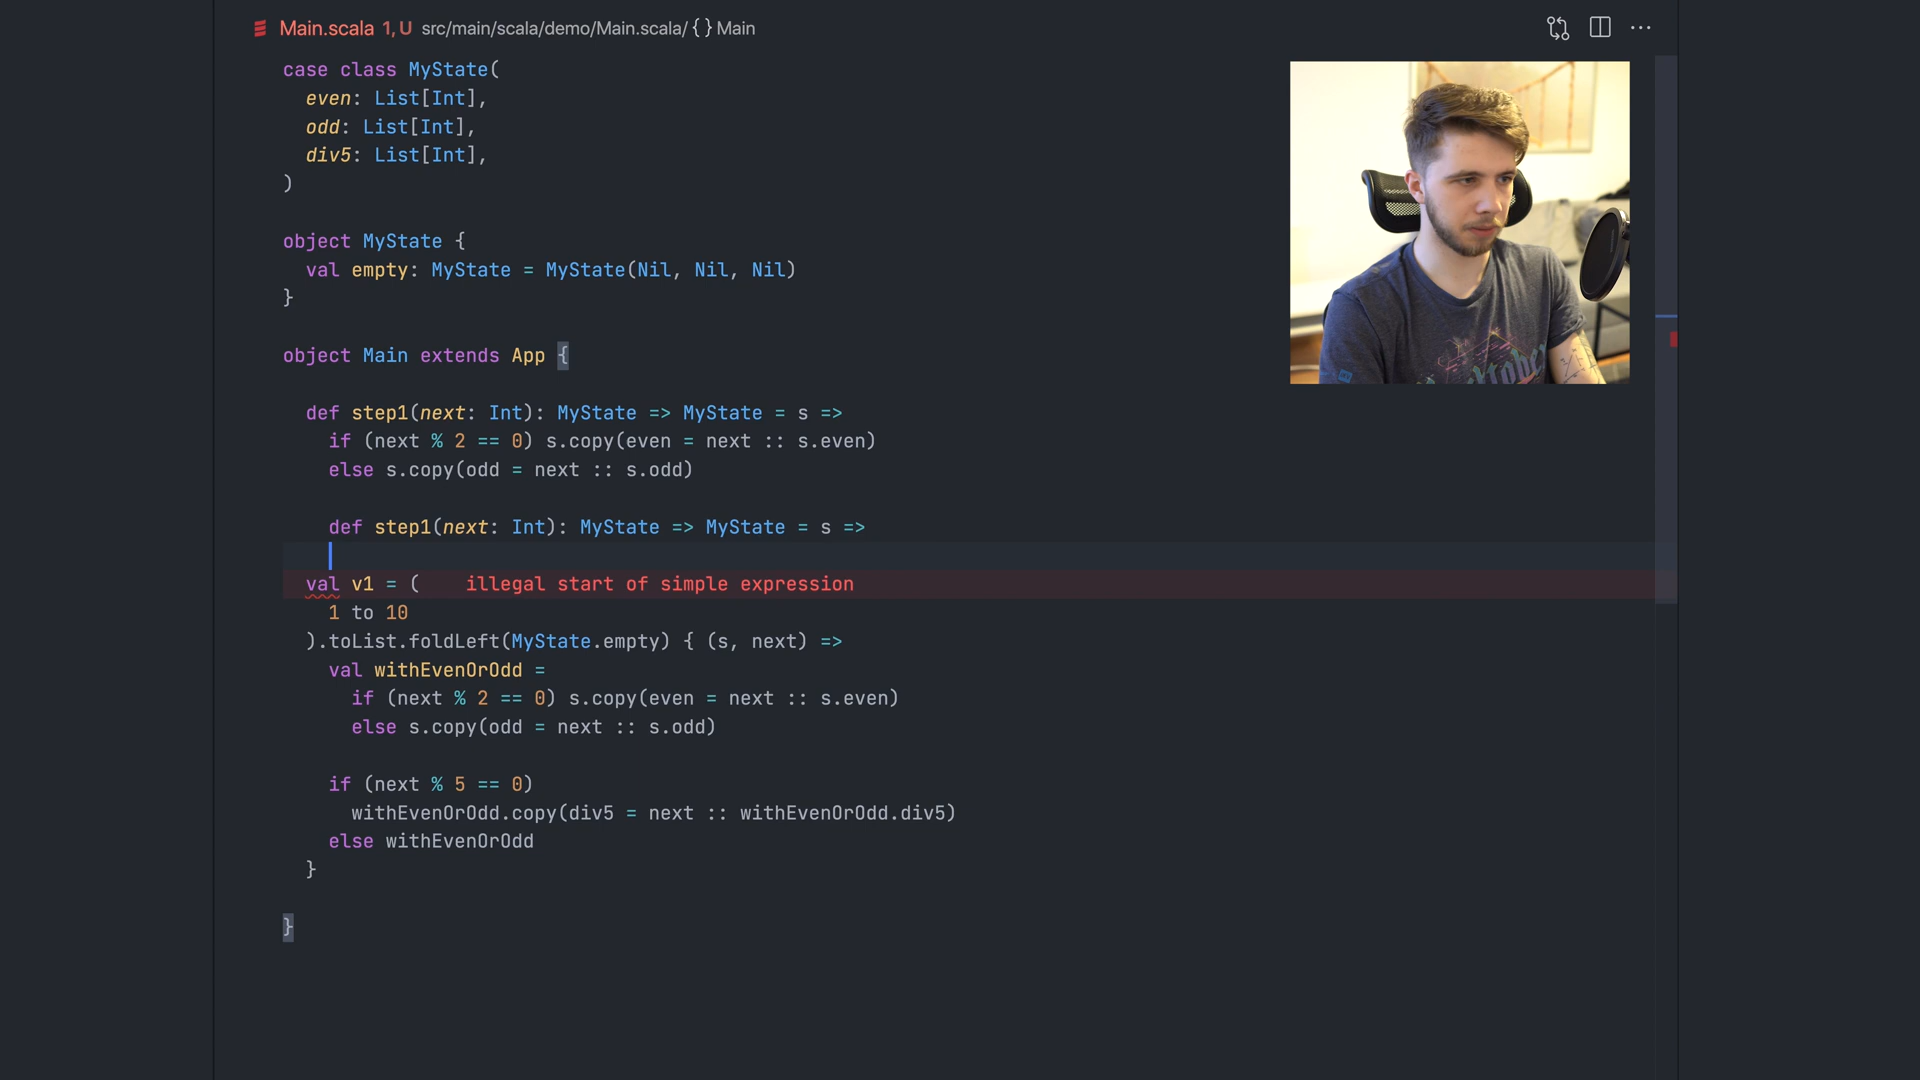 Main.scala 1, U src/main/scala/demo/Main.scala/ {} Main
case class MyState(
  even: List[Int],
  odd: List[Int],
  div5: List[Int],
)

object MyState {
  val empty: MyState = MyState(Nil, Nil, Nil)
}

object Main extends App {

  def step1(next: Int): MyState => MyState = s =>
    if (next % 2 == 0) s.copy(even = next :: s.even)
    else s.copy(odd = next :: s.odd)

    def step1(next: Int): MyState => MyState = s =>

  val v1 = (    illegal start of simple expression
    1 to 10
  ).toList.foldLeft(MyState.empty) { (s, next) =>
    val withEvenOrOdd =
      if (next % 2 == 0) s.copy(even = next :: s.even)
      else s.copy(odd = next :: s.odd)

    if (next % 5 == 0)
      withEvenOrOdd.copy(div5 = next :: withEvenOrOdd.div5)
    else withEvenOrOdd
  }

}